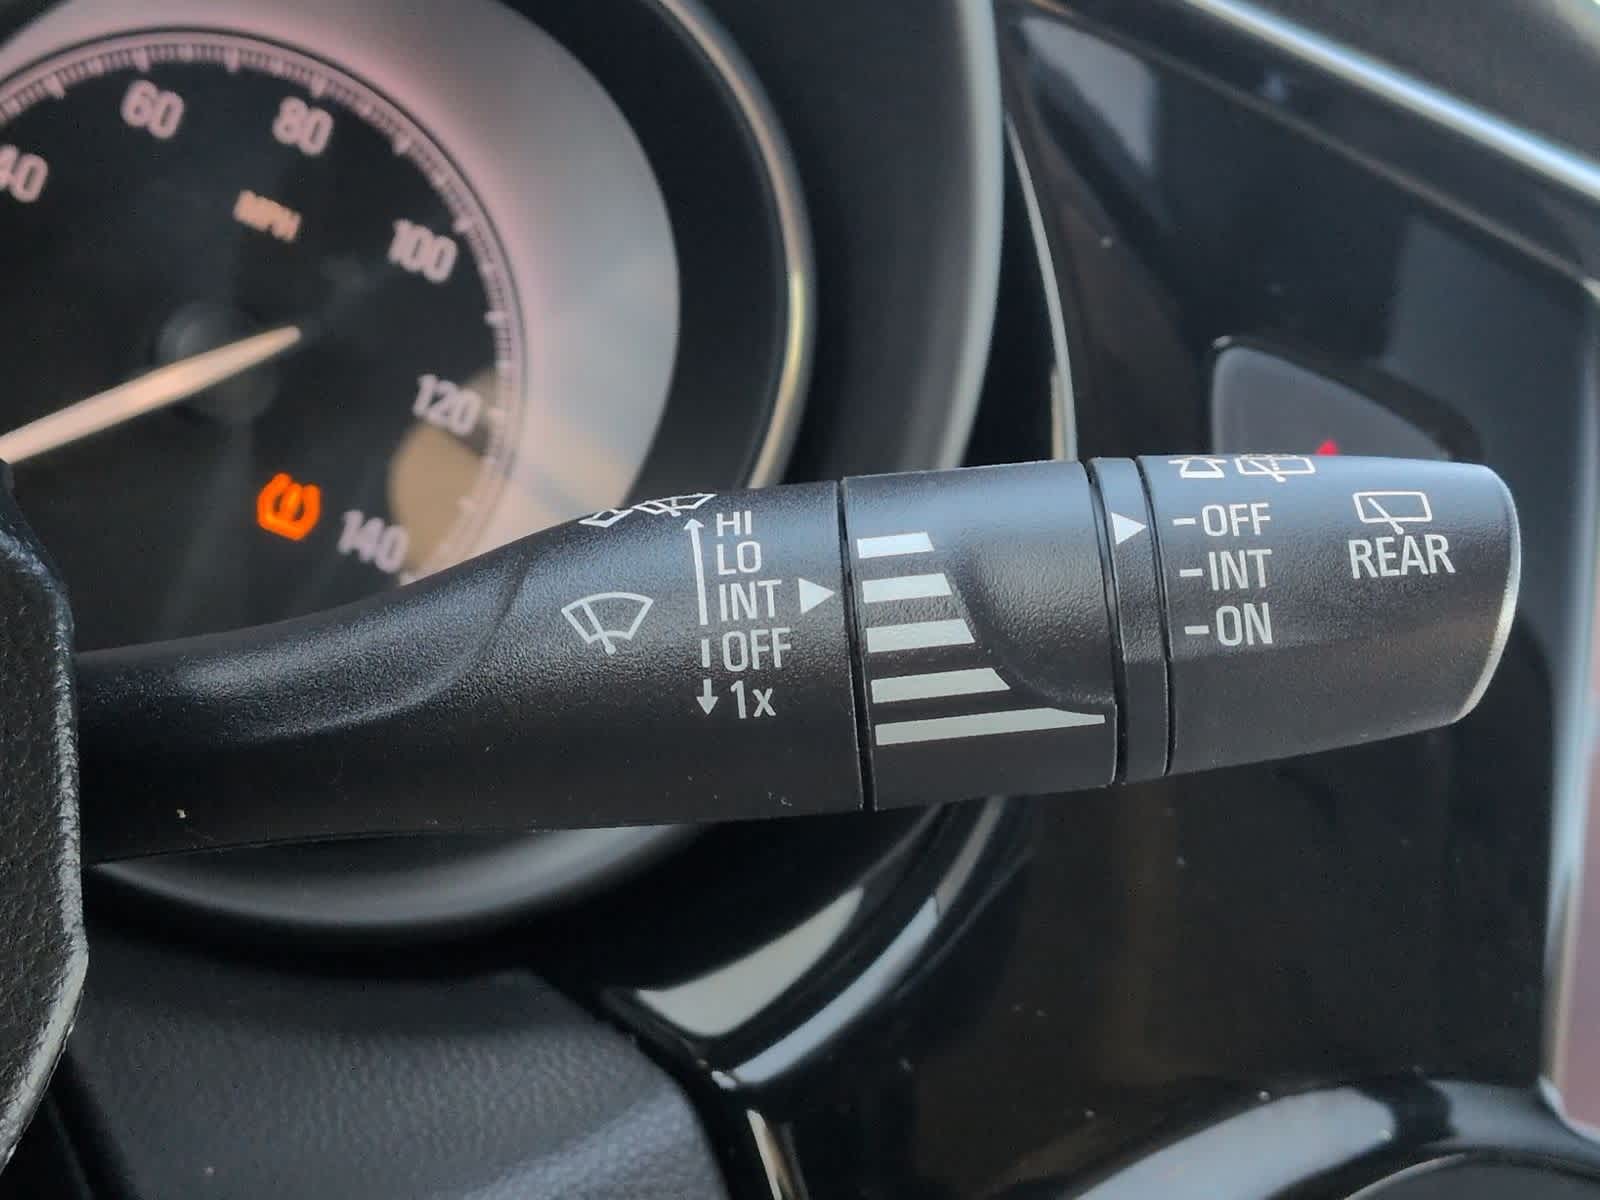 40
60
80
MPH
100
120
140
HI
LO
INT
OFF
1x
-OFF
-INT
-ON
REAR